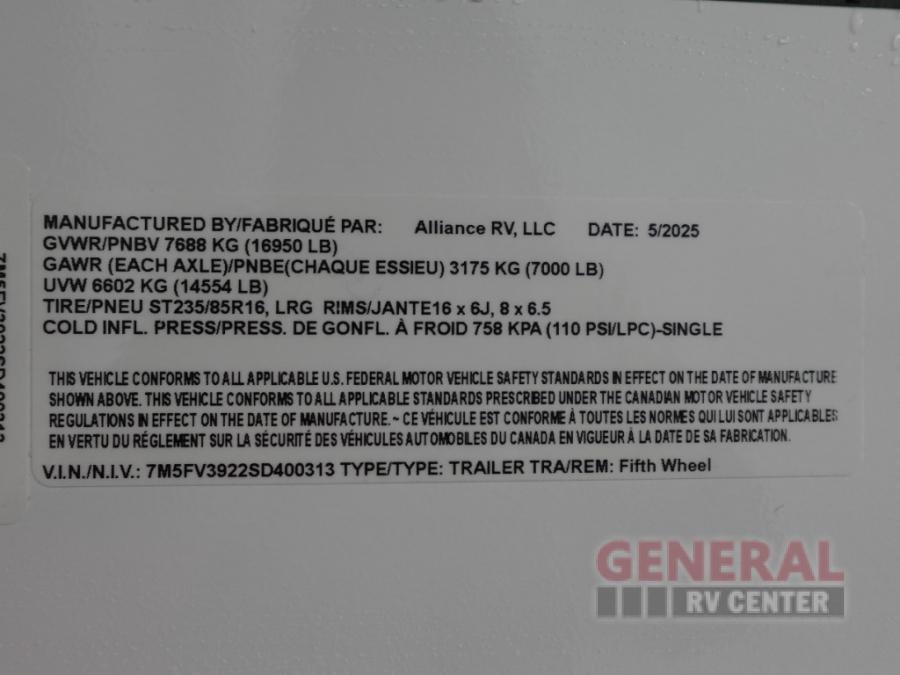 MANUFACTURED BY/FABRIQUÉ PAR: Alliance RV, LLC DATE: 5/2025
GVWR/PNBV 7688 KG (16950 LB)
GAWR (EACH AXLE)/PNBE(CHAQUE ESSIEU) 3175 KG (7000 LB)
UVW 6602 KG (14554 LB)
TIRE/PNEU ST235/85R16, LRG RIMS/JANTE16 x 6J, 8 x 6.5
COLD INFL. PRESS/PRESS. DE GONFL. À FROID 758 KPA (110 PSI/LPC)-SINGLE
THIS VEHICLE CONFORMS TO ALL APPLICABLE U.S. FEDERAL MOTOR VEHICLE SAFETY STANDARDS IN EFFECT ON THE DATE OF MANUFACTURE
SHOWN ABOVE. THIS VEHICLE CONFORMS TO ALL APPLICABLE STANDARDS PRESCRIBED UNDER THE CANADIAN MOTOR VEHICLE SAFETY
REGULATIONS IN EFFECT ON THE DATE OF MANUFACTURE. ~ CE VÉHICULE EST CONFORME À TOUTES LES NORMES QUI LUI SONT APPLICABLES
EN VERTU DU RÉGLEMENT SUR LA SÉCURITÉ DES VÉHICULES AUTOMOBILES DU CANADA EN VIGUEUR À LA DATE DE SA FABRICATION.
V.I.N./N.I.V.: 7M5FV3922SD400313 TYPE/TYPE: TRAILER TRA/REM: Fifth Wheel
GENERAL
RV CENTER